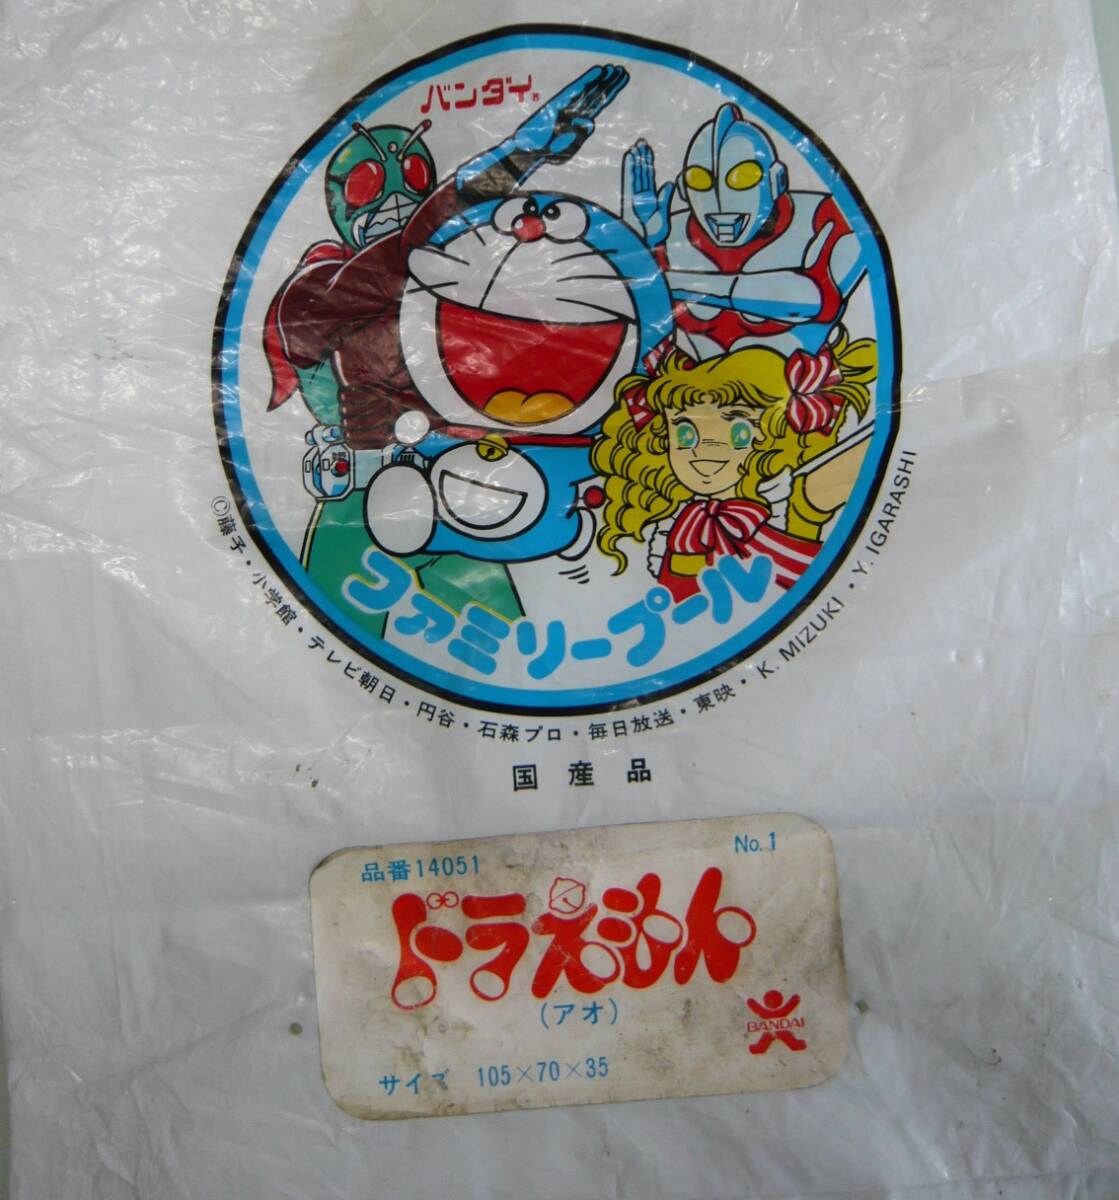 バンダイ®
ファミリープール
©藤子・小学館・テレビ朝日・円谷・石森プロ・毎日放送・東映・K. MIZUKI・Y. IGARASHI
国産品
品番14051
No.1
ドラえもん
(アオ)
BANDAI
サイズ 105×70×35